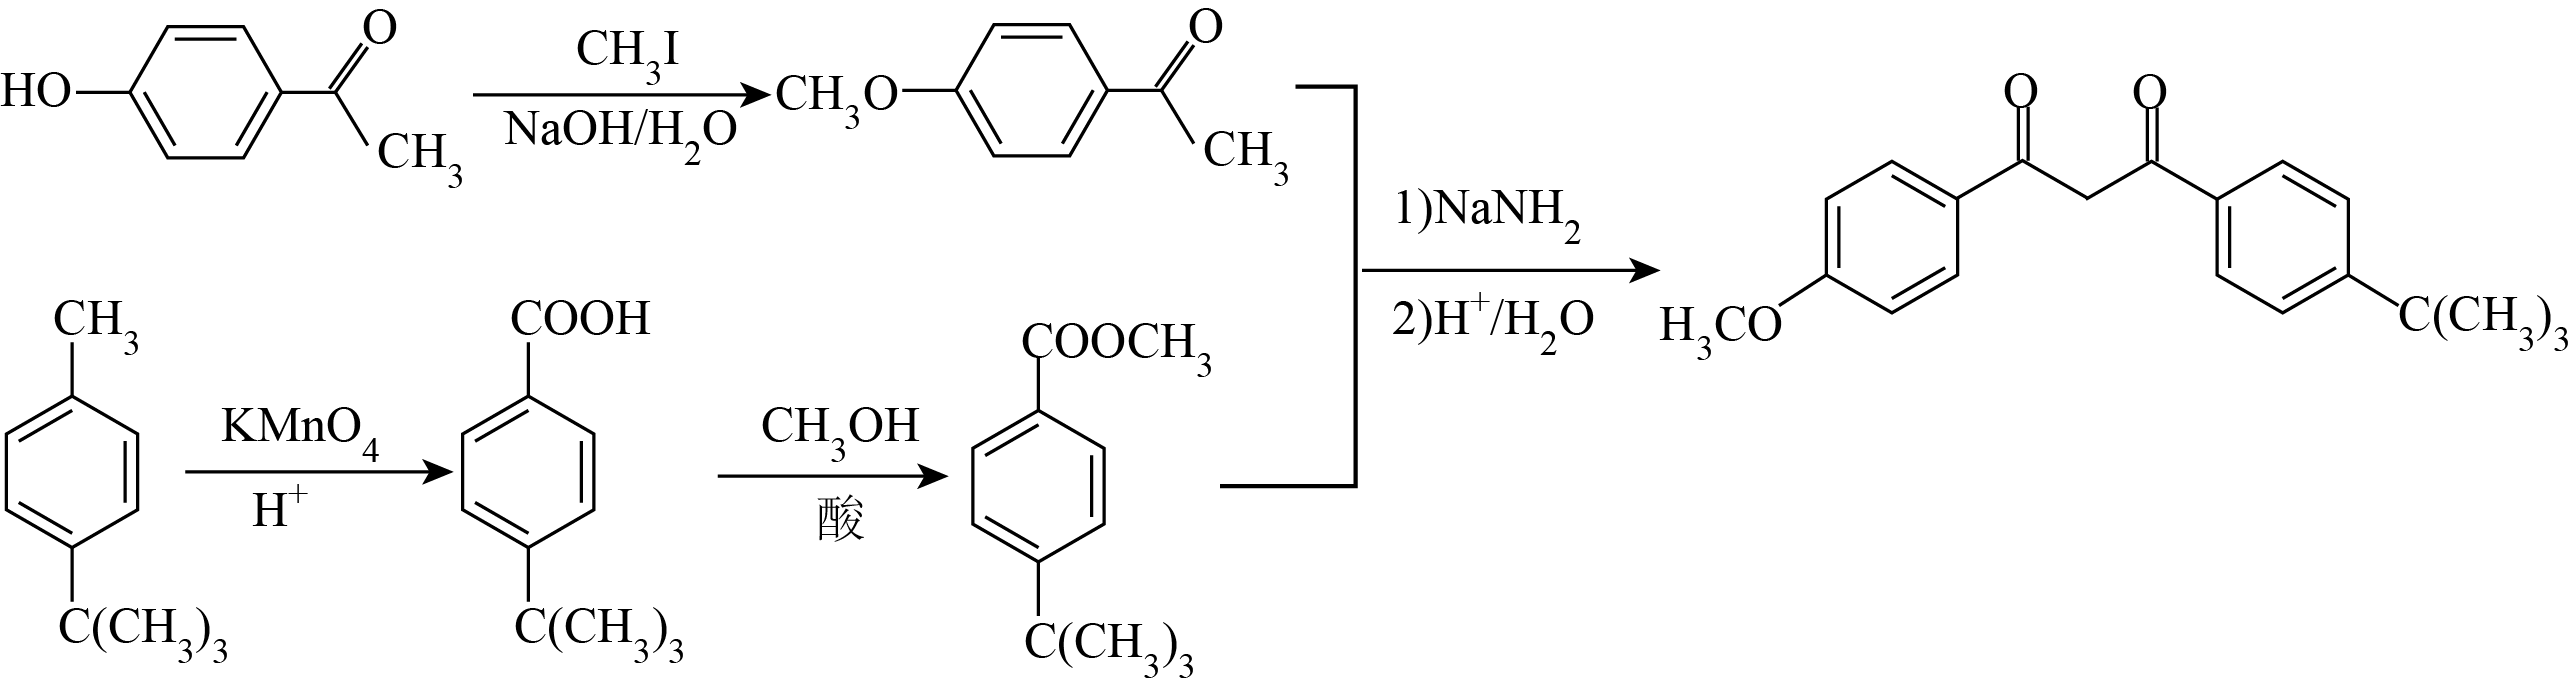 HO
O
CH3
CH3I
NaOH/H2O
CH3O
O
CH3
1)NaNH2
2)H+/H2O
O
O
H3CO
C(CH3)3
CH3
C(CH3)3
KMnO4
H+
COOH
C(CH3)3
CH3OH
酸
COOCH3
C(CH3)3